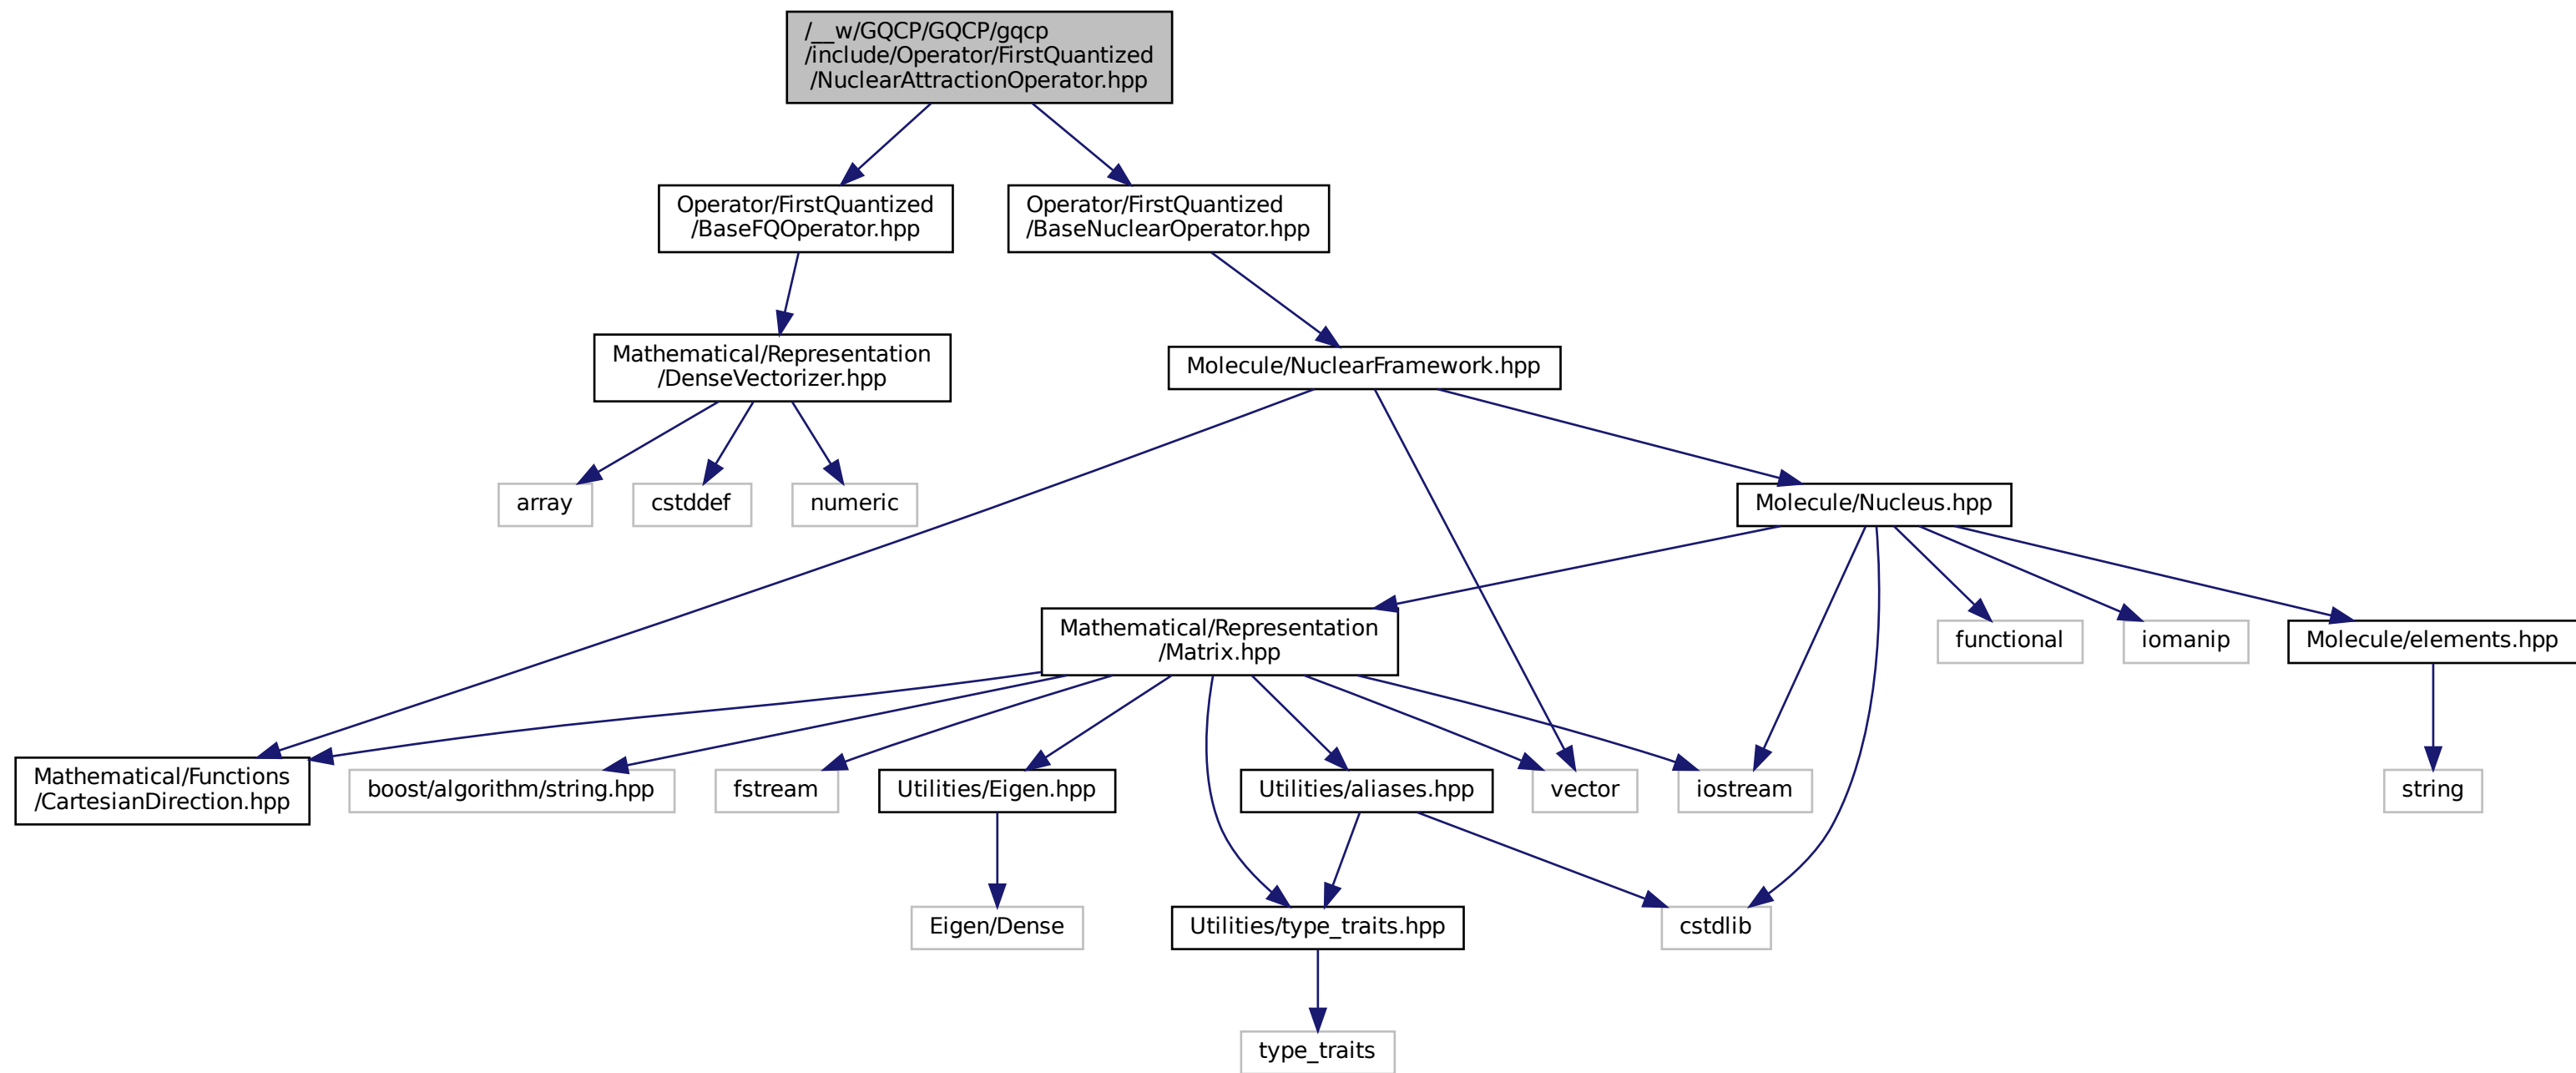 /__w/GQCP/GQCP/gqcp
/include/Operator/FirstQuantized
/NuclearAttractionOperator.hpp
Operator/FirstQuantized
/BaseFQOperator.hpp
Operator/FirstQuantized
/BaseNuclearOperator.hpp
Mathematical/Representation
/DenseVectorizer.hpp
Molecule/NuclearFramework.hpp
array
cstddef
numeric
Molecule/Nucleus.hpp
Mathematical/Representation
/Matrix.hpp
functional
iomanip
Molecule/elements.hpp
Mathematical/Functions
/CartesianDirection.hpp
boost/algorithm/string.hpp
fstream
Utilities/Eigen.hpp
Utilities/aliases.hpp
vector
iostream
string
Eigen/Dense
Utilities/type_traits.hpp
cstdlib
type_traits